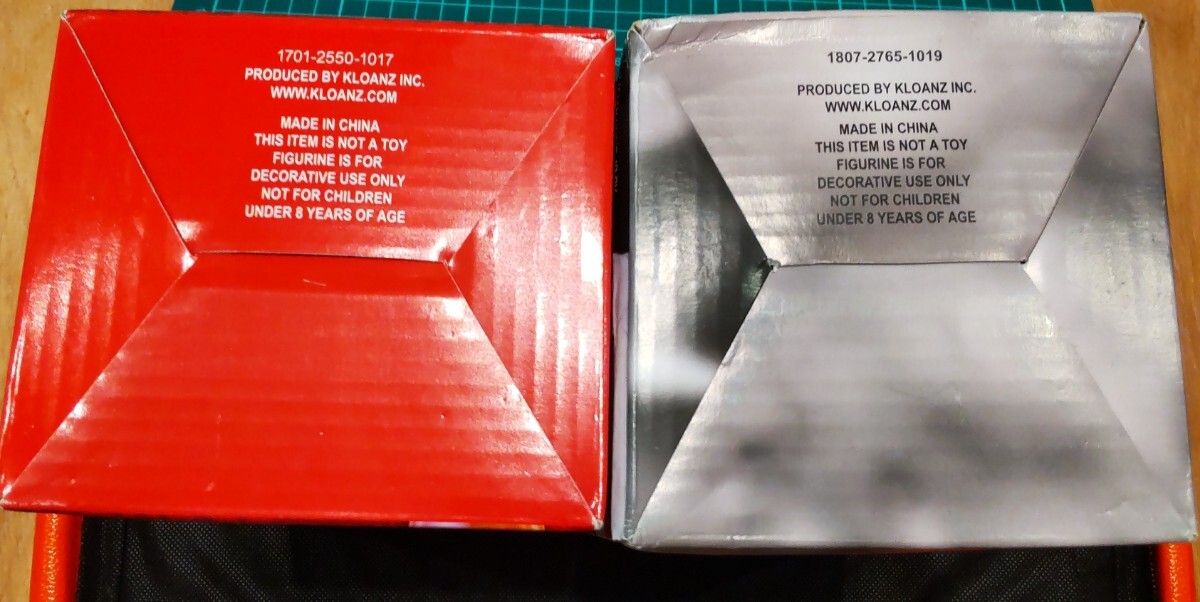 1701-2550-1017
PRODUCED BY KLOANZ INC.
WWW.KLOANZ.COM
MADE IN CHINA
THIS ITEM IS NOT A TOY
FIGURINE IS FOR
DECORATIVE USE ONLY
NOT FOR CHILDREN
UNDER 8 YEARS OF AGE
1807-2765-1019
PRODUCED BY KLOANZ INC.
WWW.KLOANZ.COM
MADE IN CHINA
THIS ITEM IS NOT A TOY
FIGURINE IS FOR
DECORATIVE USE ONLY
NOT FOR CHILDREN
UNDER 8 YEARS OF AGE